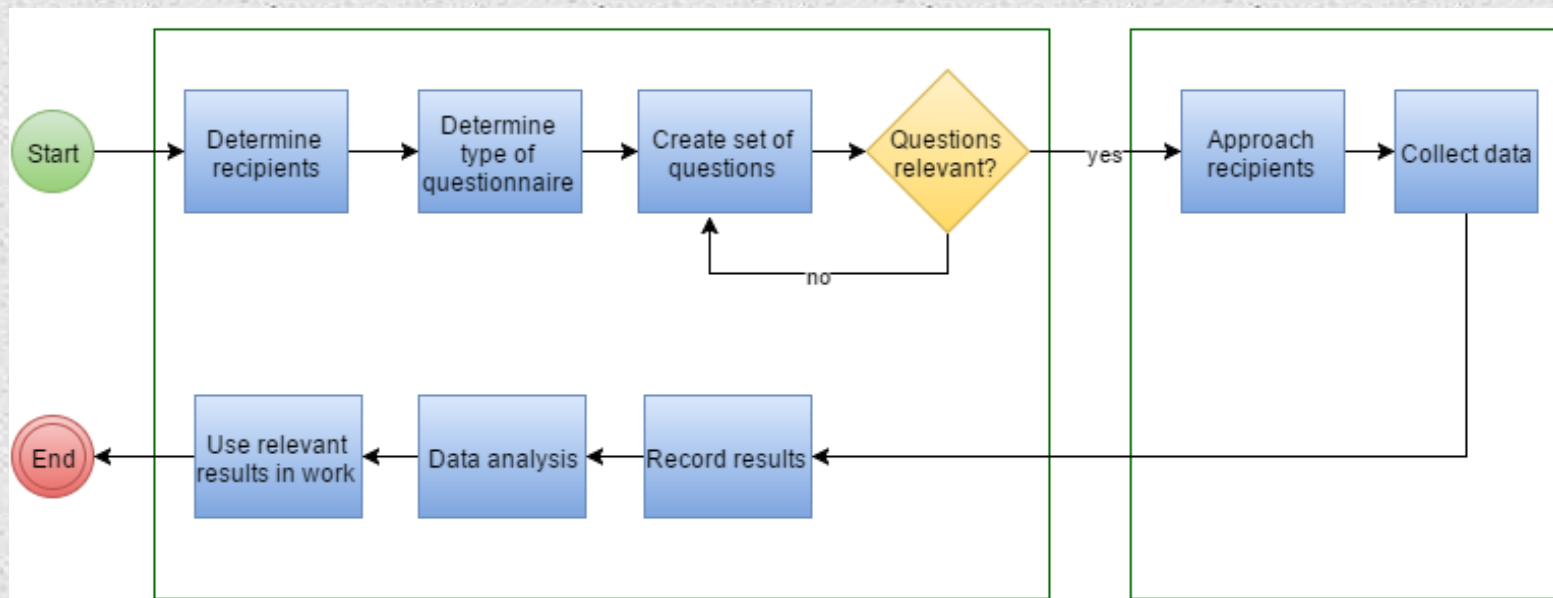 Start
Determine
recipients
Determine
type of
questionnaire
Create set of
questions
Questions
relevant?
yes
Approach
recipients
Collect data
no
End
Use relevant
results in work
Data analysis
Record results